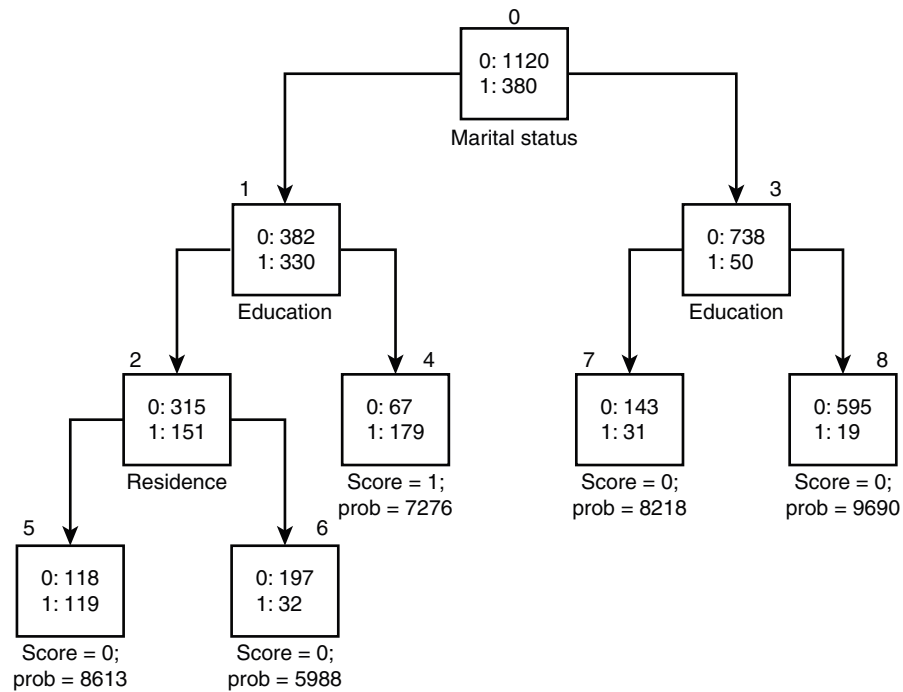 0
0: 1120
1: 380
Marital status
1
0: 382
1: 330
Education
3
0: 738
1: 50
Education
2
0: 315
1: 151
Residence
4
0: 67
1: 179
Score = 1;
prob = 7276
7
0: 143
1: 31
Score = 0;
prob = 8218
8
0: 595
1: 19
Score = 0;
prob = 9690
5
0: 118
1: 119
Score = 0;
prob = 8613
6
0: 197
1: 32
Score = 0;
prob = 5988